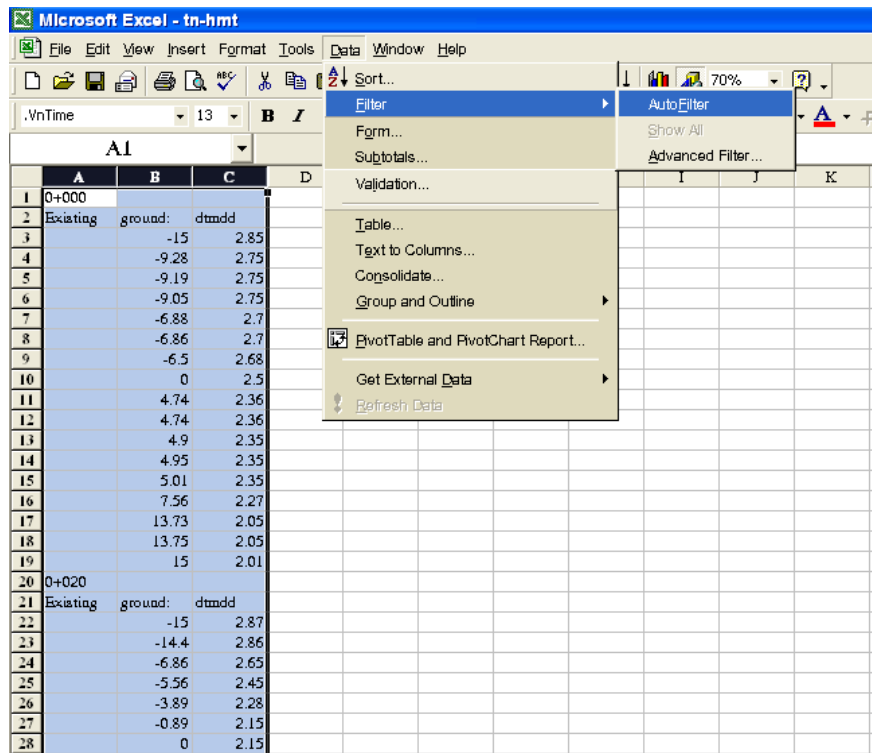 Microsoft Excel - tn-hmt
File Edit View Insert Format Tools Data Window Help
ABC 70% ?
.VnTime 13 B I A
A1
Sort...
Filter
Form...
Subtotals...
Validation...
Table...
Text to Columns...
Consolidate...
Group and Outline
PivotTable and PivotChart Report...
Get External Data
Refresh Data
AutoFilter
Show All
Advanced Filter...
A B C D I J K
1 0+000
2 Existing ground: dtmdd
3 -15 2.85
4 -9.28 2.75
5 -9.19 2.75
6 -9.05 2.75
7 -6.88 2.7
8 -6.86 2.7
9 -6.5 2.68
10 0 2.5
11 4.74 2.36
12 4.74 2.36
13 4.9 2.35
14 4.95 2.35
15 5.01 2.35
16 7.56 2.27
17 13.73 2.05
18 13.75 2.05
19 15 2.01
20 0+020
21 Existing ground: dtmdd
22 -15 2.87
23 -14.4 2.86
24 -6.86 2.65
25 -5.56 2.45
26 -3.89 2.28
27 -0.89 2.15
28 0 2.15